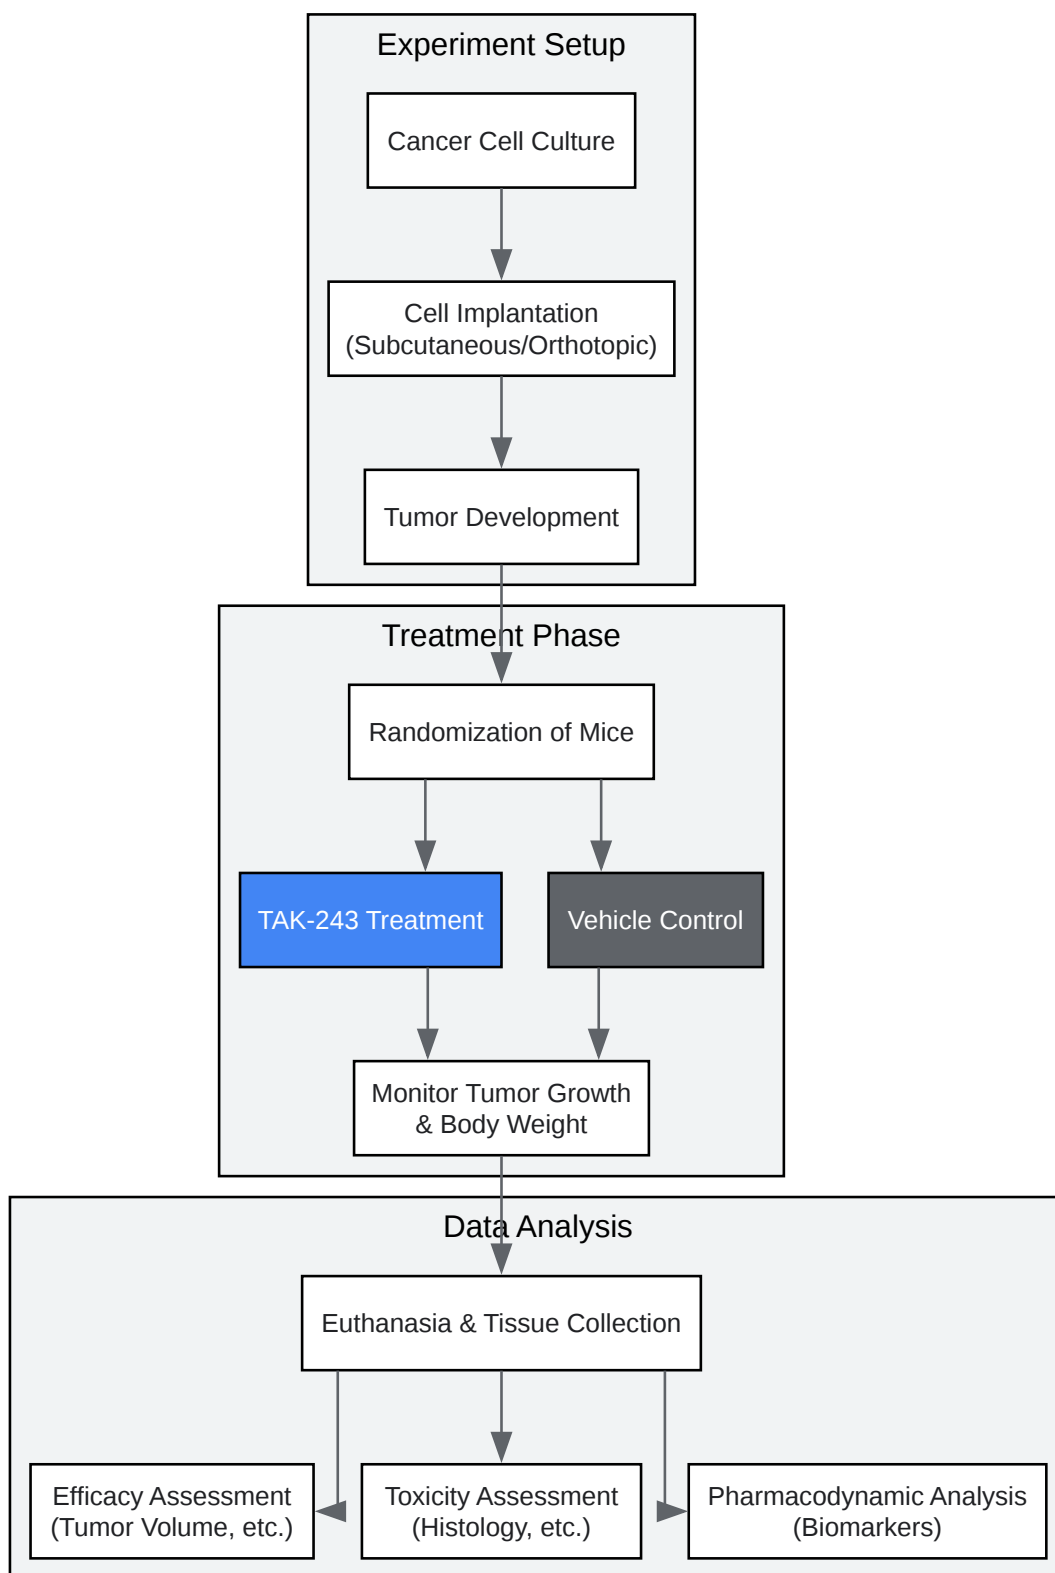 Experiment Setup
Cancer Cell Culture
Cell Implantation
(Subcutaneous/Orthotopic)
Tumor Development
Treatment Phase
Randomization of Mice
TAK-243 Treatment
Vehicle Control
Monitor Tumor Growth
& Body Weight
Data Analysis
Euthanasia & Tissue Collection
Efficacy Assessment
(Tumor Volume, etc.)
Toxicity Assessment
(Histology, etc.)
Pharmacodynamic Analysis
(Biomarkers)